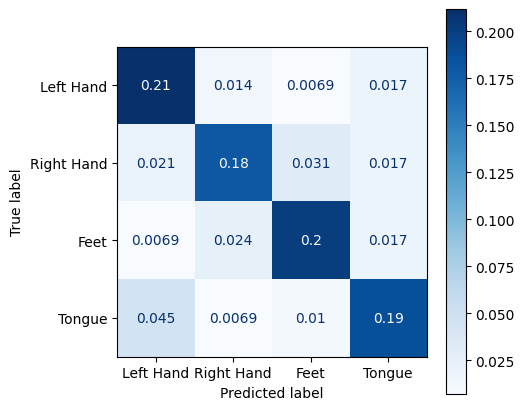 Left Hand 0.21 0.014 0.0069 0.017
Right Hand 0.021 0.18 0.031 0.017
Feet 0.0069 0.024 0.2 0.017
Tongue 0.045 0.0069 0.01 0.19
True label
Left Hand Right Hand Feet Tongue
Predicted label
0.200
0.175
0.150
0.125
0.100
0.075
0.050
0.025